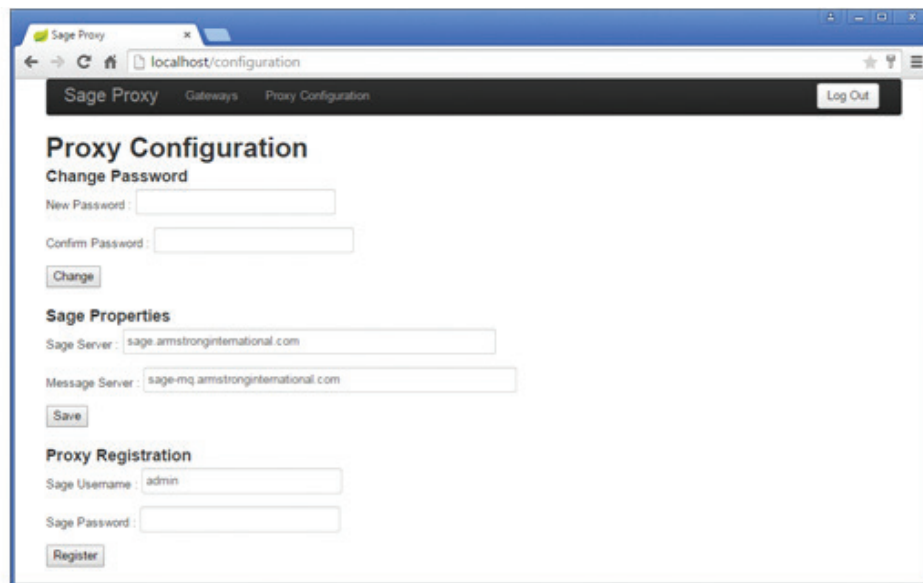 Sage Proxy
localhost/configuration
Sage Proxy Gateways Proxy Configuration Log Out
Proxy Configuration
Change Password
New Password :
Confirm Password :
Change
Sage Properties
Sage Server : sage.armstronginternational.com
Message Server : sage-mq.armstronginternational.com
Save
Proxy Registration
Sage Username : admin
Sage Password :
Register